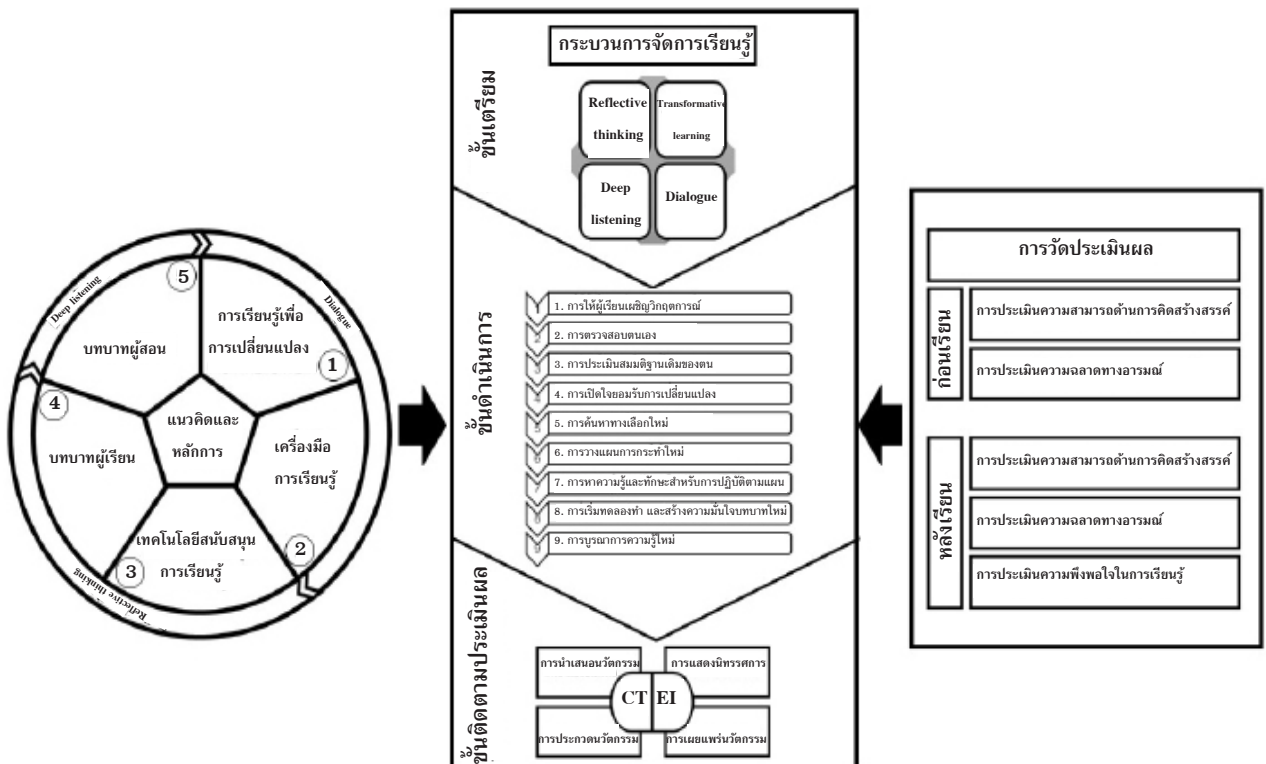 Deep listening
Dialogue
Reflective thinking
5
การเรียนรู้เพื่อ
การเปลี่ยนแปลง
1
บทบาทผู้สอน
4
บทบาทผู้เรียน
แนวคิดและ
หลักการ
เครื่องมือ
การเรียนรู้
2
เทคโนโลยีสนับสนุน
การเรียนรู้
3
กระบวนการจัดการเรียนรู้
ขั้นเตรียม
Reflective
thinking
Transformative
learning
Deep
listening
Dialogue
ขั้นดำเนินการ
1
1. การให้ผู้เรียนเผชิญวิกฤตการณ์
2
2. การตรวจสอบตนเอง
3
3. การประเมินสมมติฐานเดิมของตน
4
4. การเปิดใจยอมรับการเปลี่ยนแปลง
5
5. การค้นหาทางเลือกใหม่
6
6. การวางแผนการกระทำใหม่
7
7. การหาความรู้และทักษะสำหรับการปฏิบัติตามแผน
8
8. การเริ่มทดลองทำ และสร้างความมั่นใจบทบาทใหม่
9
9. การบูรณาการความรู้ใหม่
ขั้นติดตามประเมินผล
การนำเสนอนวัตกรรม
การแสดงนิทรรศการ
CT
EI
การประกวดนวัตกรรม
การเผยแพร่นวัตกรรม
การวัดประเมินผล
ก่อนเรียน
การประเมินความสามารถด้านการคิดสร้างสรรค์
การประเมินความฉลาดทางอารมณ์
หลังเรียน
การประเมินความสามารถด้านการคิดสร้างสรรค์
การประเมินความฉลาดทางอารมณ์
การประเมินความพึงพอใจในการเรียนรู้